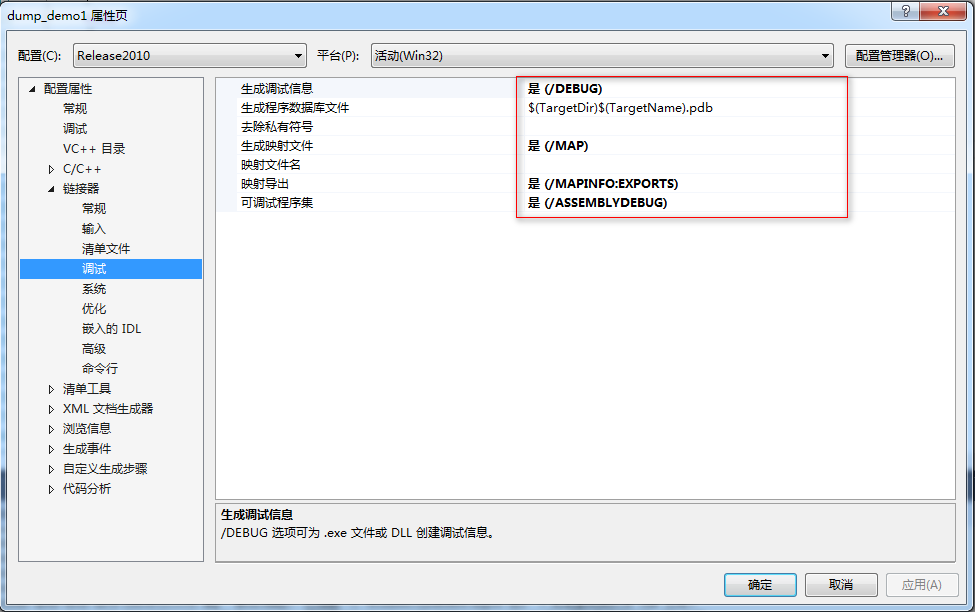 dump_demo1 属性页
配置(C): Release2010 平台(P): 活动(Win32) 配置管理器(O)...
配置属性
常规
调试
VC++ 目录
C/C++
链接器
常规
输入
清单文件
调试
系统
优化
嵌入的 IDL
高级
命令行
清单工具
XML 文档生成器
浏览信息
生成事件
自定义生成步骤
代码分析
生成调试信息 是 (/DEBUG)
生成程序数据库文件 $(TargetDir)$(TargetName).pdb
去除私有符号
生成映射文件 是 (/MAP)
映射文件名
映射导出 是 (/MAPINFO:EXPORTS)
可调试程序集 是 (/ASSEMBLYDEBUG)
生成调试信息
/DEBUG 选项可为 .exe 文件或 DLL 创建调试信息。
确定 取消 应用(A)